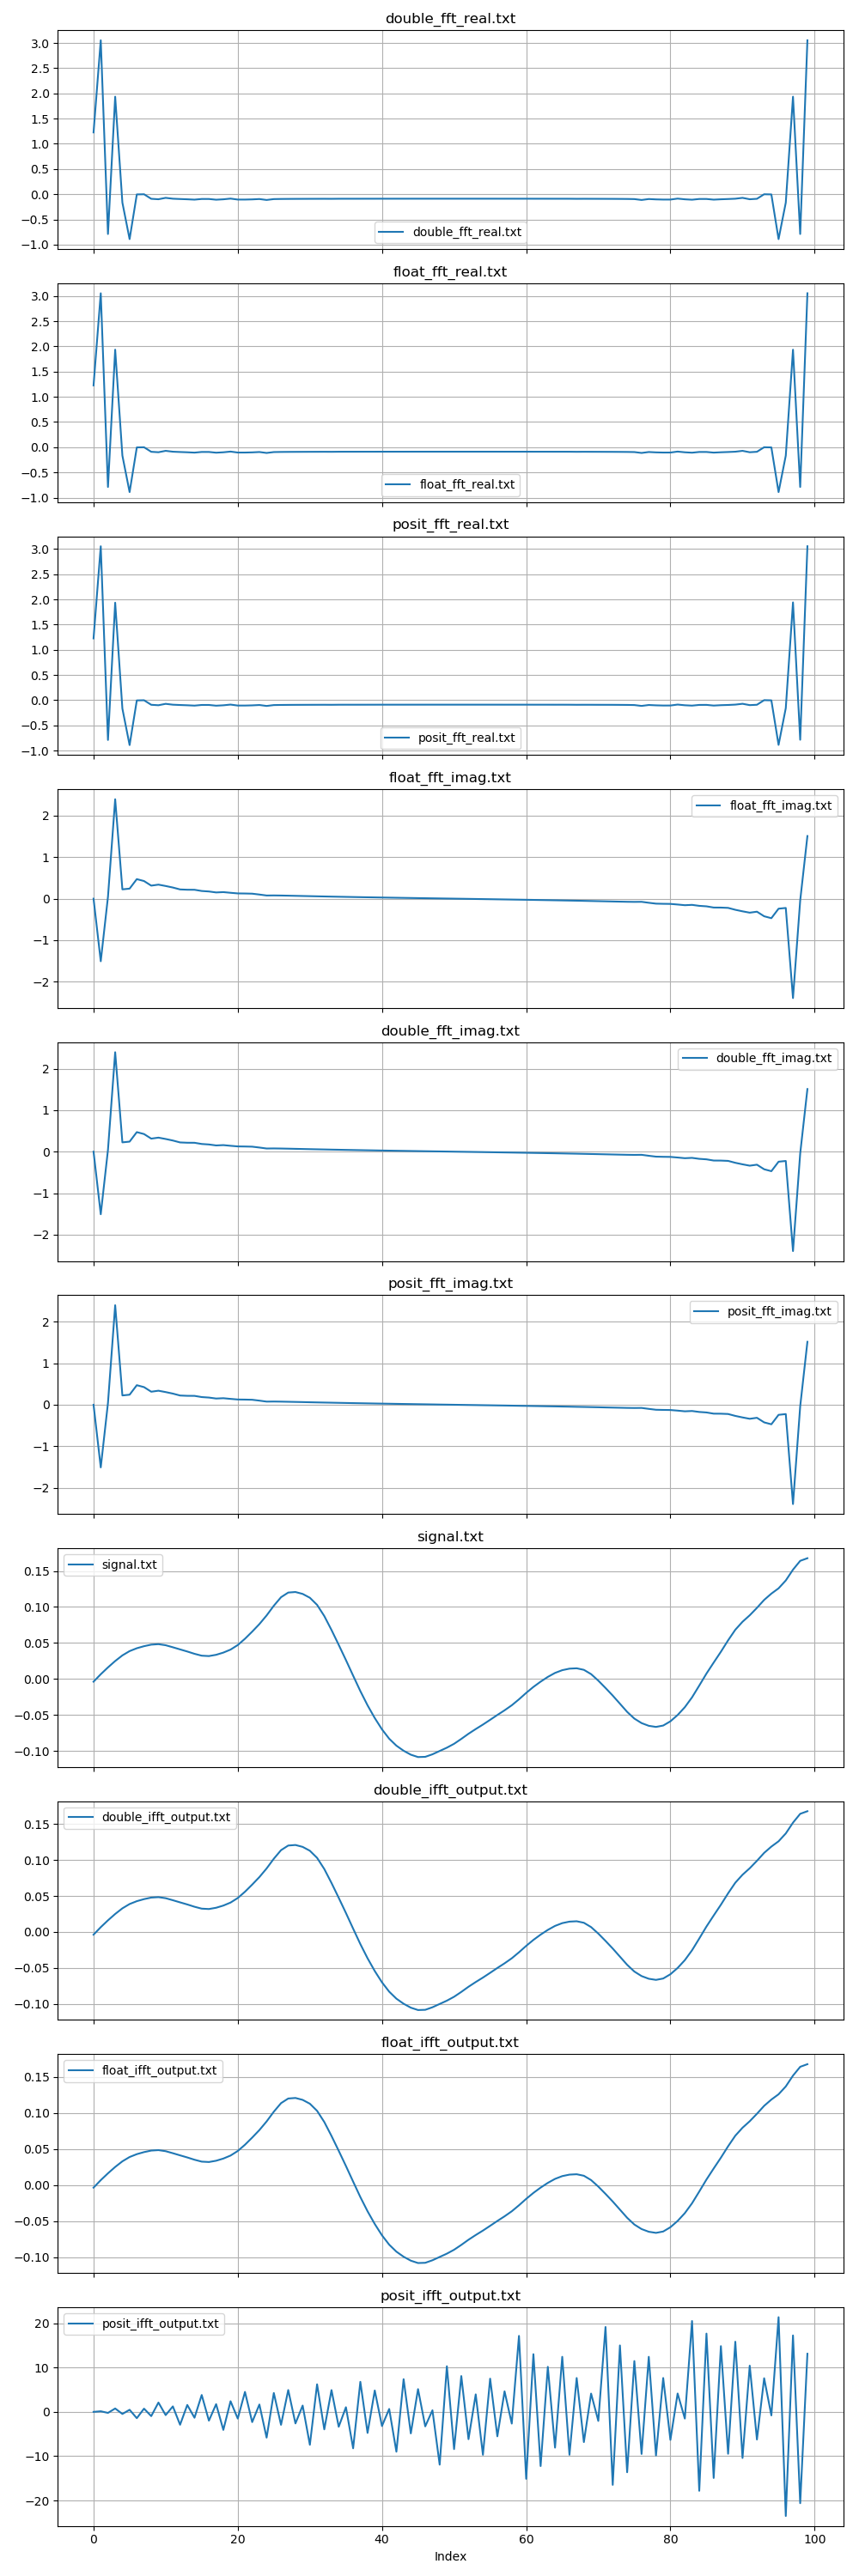 double_fft_real.txt
3.0
2.5
2.0
1.5
1.0
0.5
0.0
−0.5
−1.0
double_fft_real.txt
float_fft_real.txt
3.0
2.5
2.0
1.5
1.0
0.5
0.0
−0.5
−1.0
float_fft_real.txt
posit_fft_real.txt
3.0
2.5
2.0
1.5
1.0
0.5
0.0
−0.5
−1.0
posit_fft_real.txt
float_fft_imag.txt
2
1
0
−1
−2
float_fft_imag.txt
double_fft_imag.txt
2
1
0
−1
−2
double_fft_imag.txt
posit_fft_imag.txt
2
1
0
−1
−2
posit_fft_imag.txt
signal.txt
0.15
0.10
0.05
0.00
−0.05
−0.10
signal.txt
double_ifft_output.txt
0.15
0.10
0.05
0.00
−0.05
−0.10
double_ifft_output.txt
float_ifft_output.txt
0.15
0.10
0.05
0.00
−0.05
−0.10
float_ifft_output.txt
posit_ifft_output.txt
20
10
0
−10
−20
posit_ifft_output.txt
0 20 40 60 80 100
Index